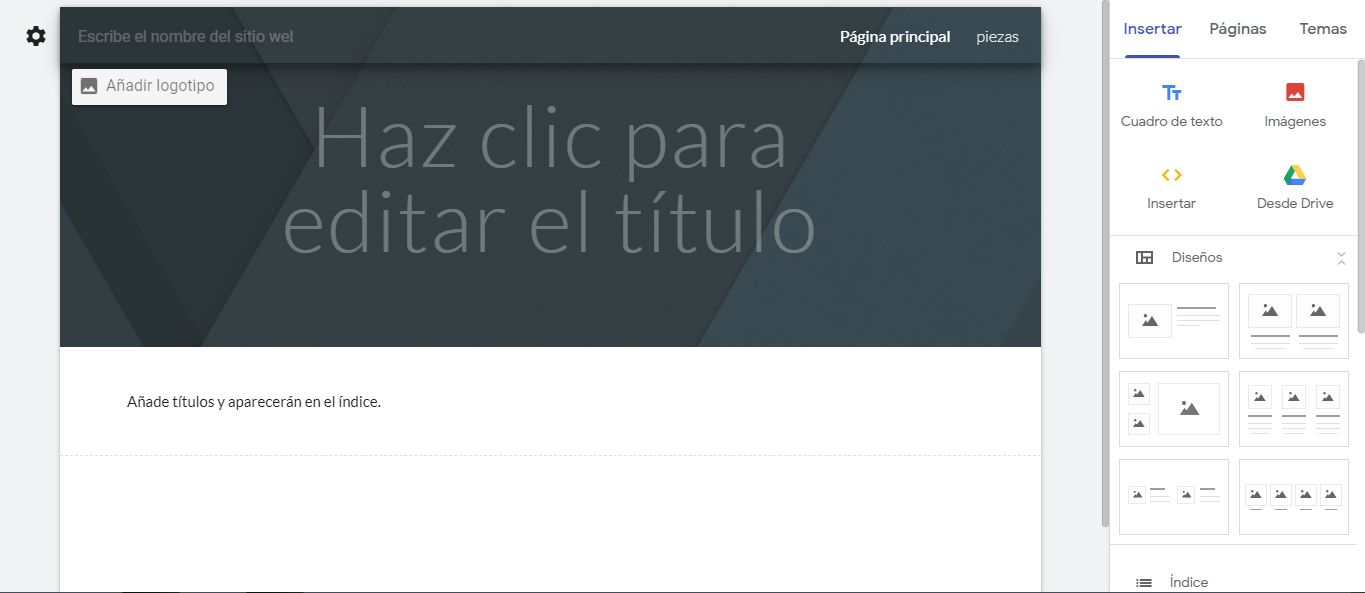 Escribe el nombre del sitio wel
Página principal
piezas
Añadir logotipo
Haz clic para
editar el título
Añade títulos y aparecerán en el índice.
Insertar
Páginas
Temas
Cuadro de texto
Imágenes
Insertar
Desde Drive
Diseños
Índice